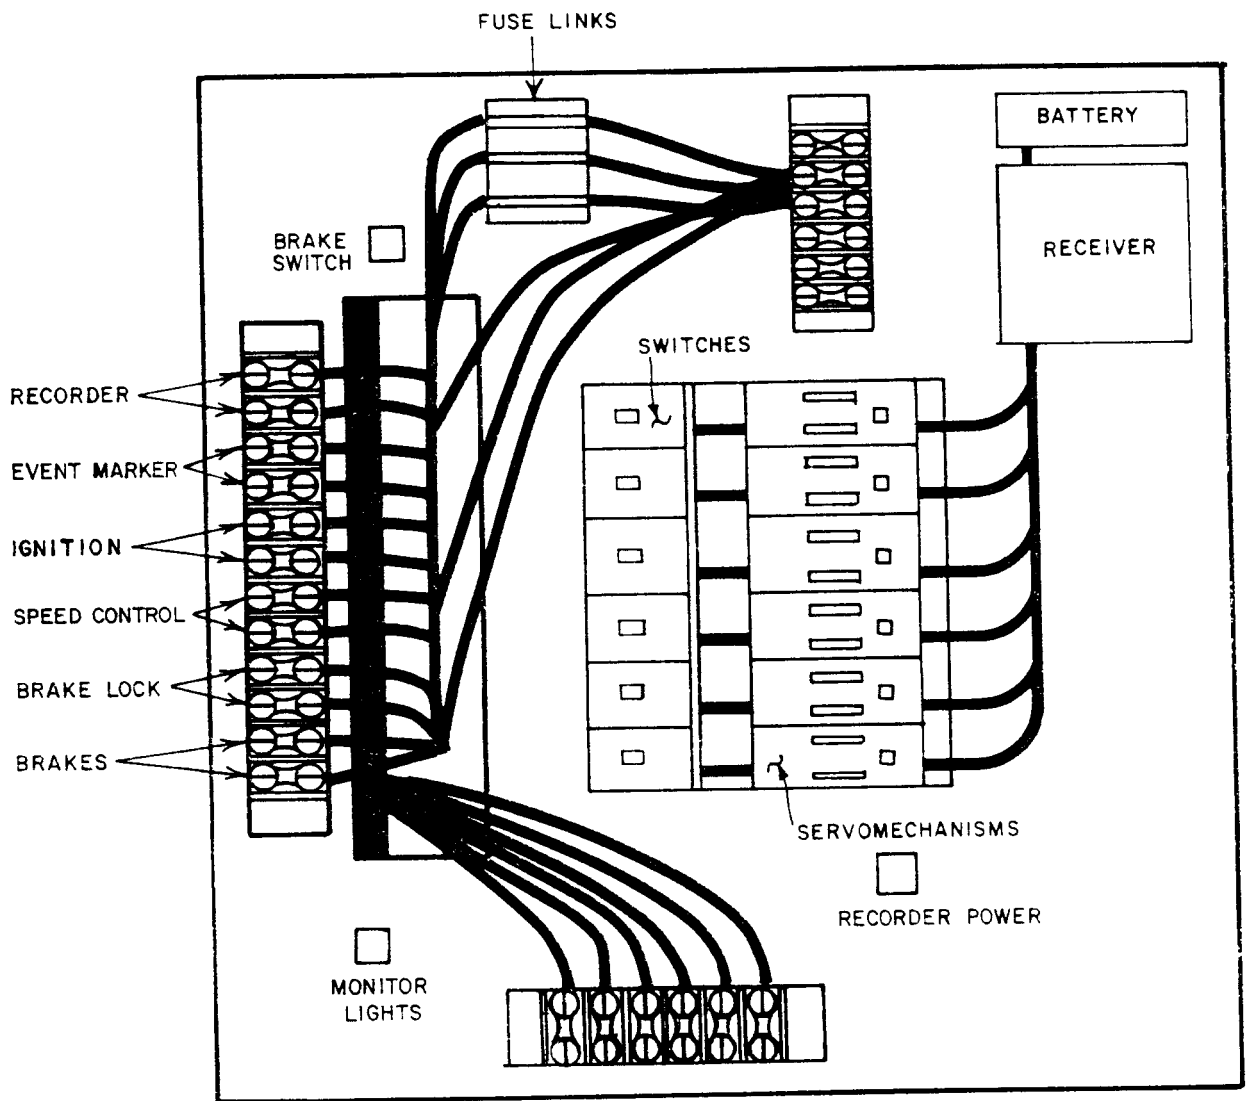 FUSE LINKS
BATTERY
RECEIVER
BRAKE
SWITCH
SWITCHES
RECORDER
EVENT MARKER
IGNITION
SPEED CONTROL
BRAKE LOCK
BRAKES
SERVOMECHANISMS
RECORDER POWER
MONITOR
LIGHTS